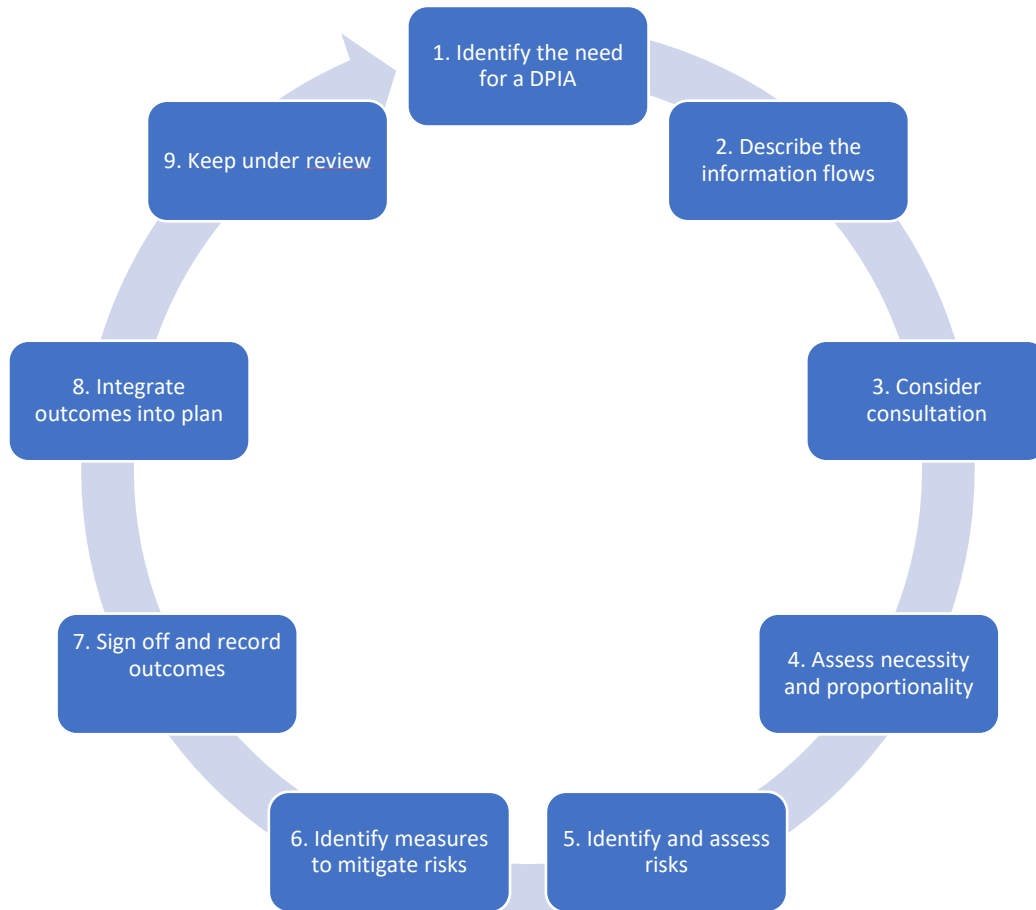 1. Identify the need
for a DPIA
2. Describe the
information flows
3. Consider
consultation
4. Assess necessity
and proportionality
5. Identify and assess
risks
6. Identify measures
to mitigate risks
7. Sign off and record
outcomes
8. Integrate
outcomes into plan
9. Keep under review